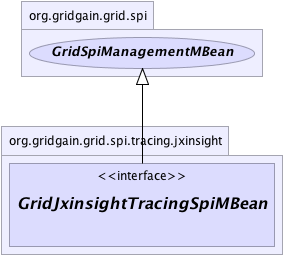 org.gridgain.grid.spi
GridSpiManagementMBean
org.gridgain.grid.spi.tracing.jxinsight
<<interface>>
GridJxinsightTracingSpiMBean